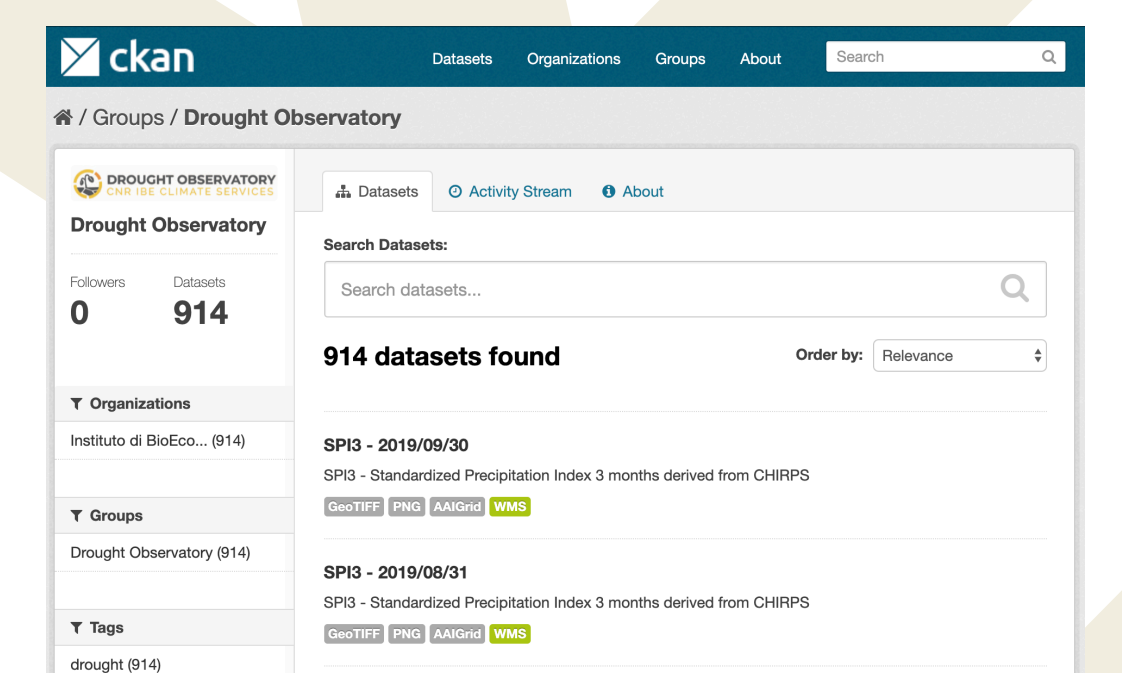 ckan
Datasets Organizations Groups About Search
/ Groups / Drought Observatory
DROUGHT OBSERVATORY
CNR IBE CLIMATE SERVICES
Drought Observatory
Followers Datasets
0 914
Organizations
Instituto di BioEco... (914)
Groups
Drought Observatory (914)
Tags
drought (914)
Datasets Activity Stream About
Search Datasets:
Search datasets...
914 datasets found
Order by: Relevance
SPI3 - 2019/09/30
SPI3 - Standardized Precipitation Index 3 months derived from CHIRPS
GeoTIFF PNG AAIGrid WMS
SPI3 - 2019/08/31
SPI3 - Standardized Precipitation Index 3 months derived from CHIRPS
GeoTIFF PNG AAIGrid WMS